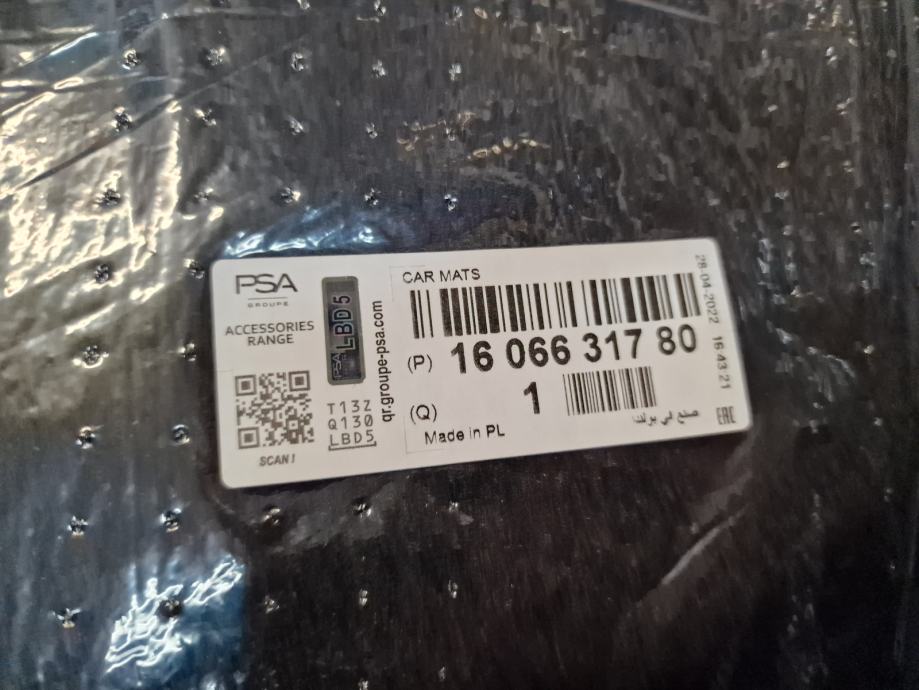 PSA
GROUPE
ACCESSORIES
RANGE
SCAN!
PSA LBD5
T13Z
Q130
LBD5
qr.groupe-psa.com
CAR MATS
(P) 16 066 317 80
(Q) 1
Made in PL
صنع في بولندا
EAC
28-04-2022 16 43 21